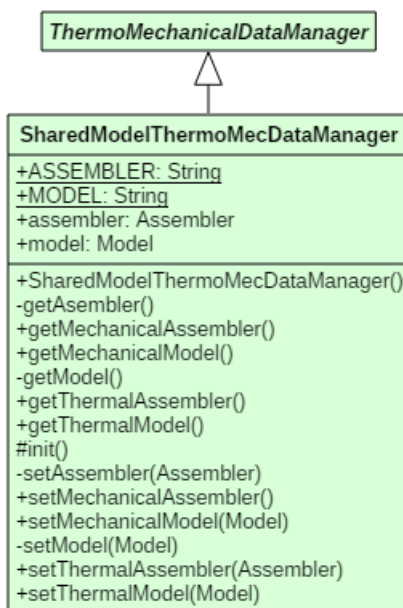 ThermoMechanicalDataManager
SharedModelThermoMecDataManager
+ASSEMBLER: String
+MODEL: String
+assembler: Assembler
+model: Model
+SharedModelThermoMecDataManager()
-getAsembler()
+getMechanicalAssembler()
+getMechanicalModel()
-getModel()
+getThermalAssembler()
+getThermalModel()
#init()
-setAssembler(Assembler)
+setMechanicalAssembler()
+setMechanicalModel(Model)
-setModel(Model)
+setThermalAssembler(Assembler)
+setThermalModel(Model)